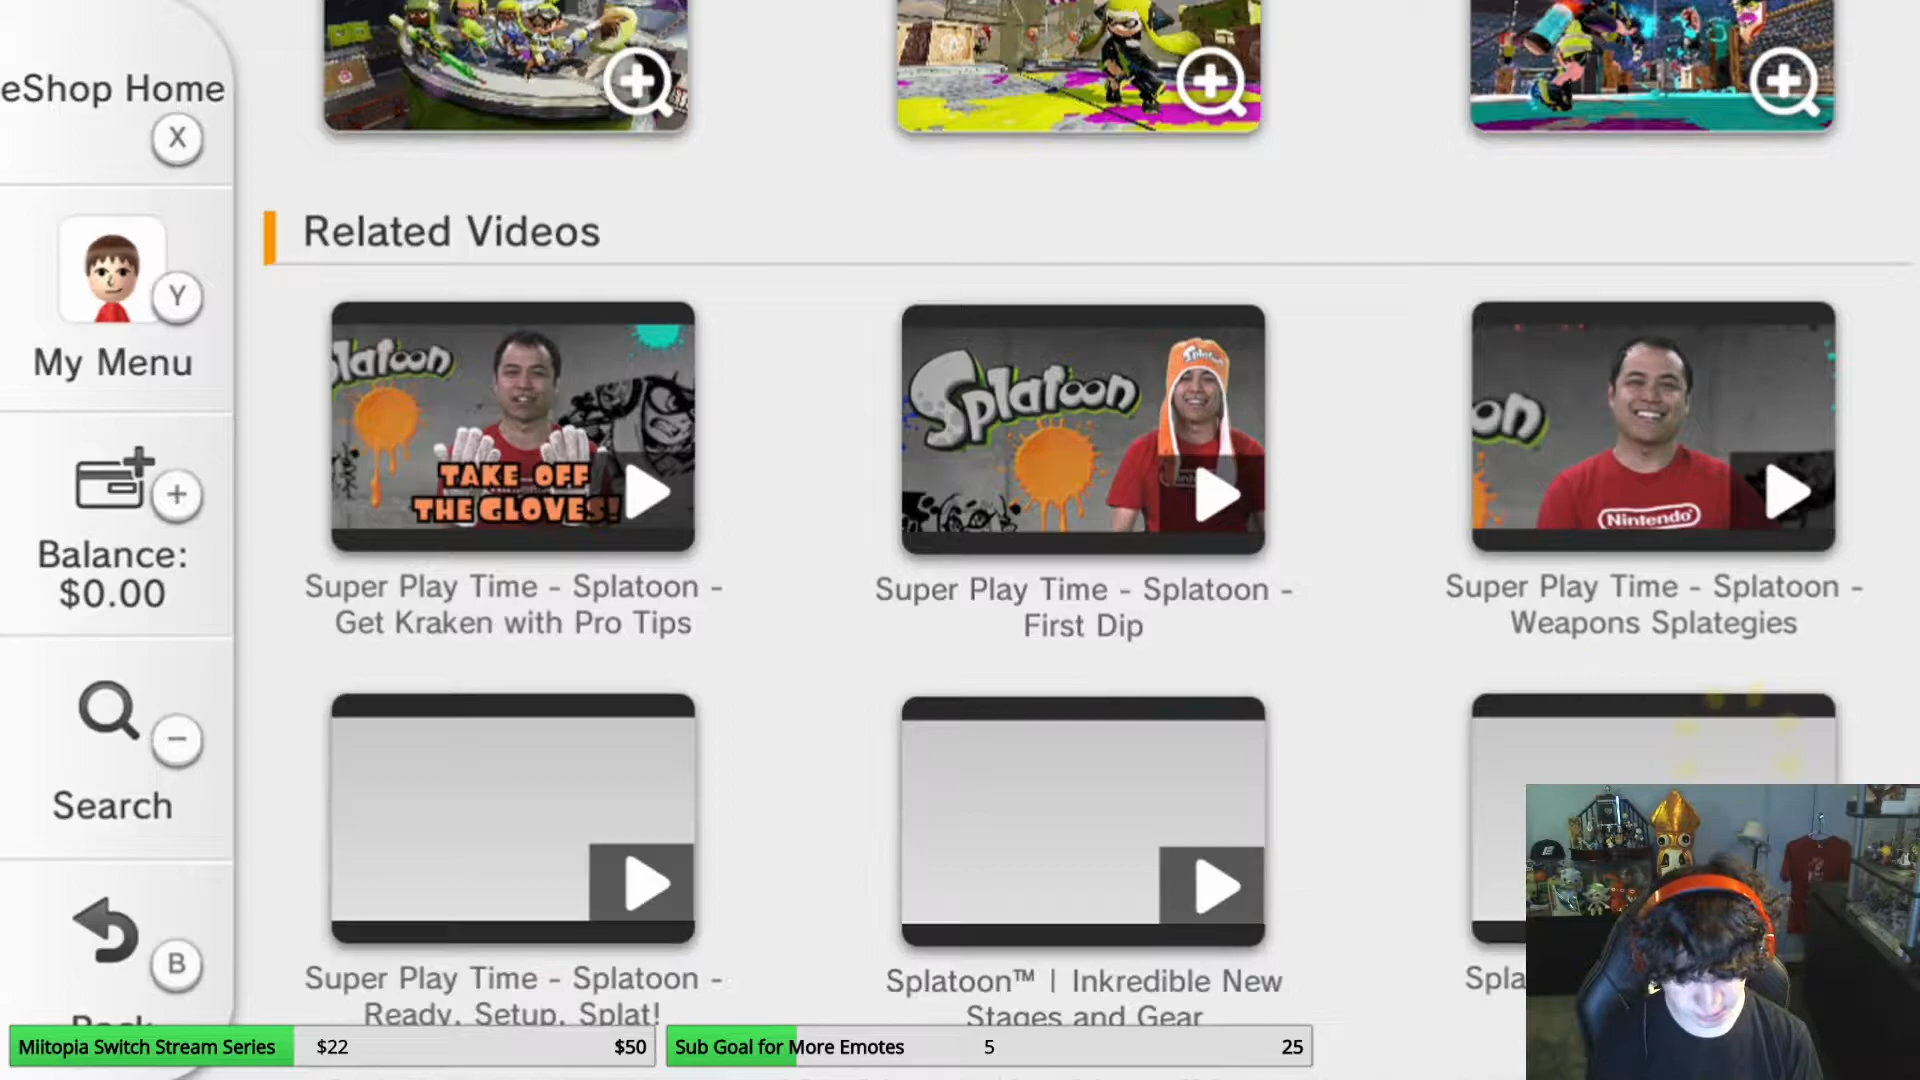 eShop Home
X
Y
My Menu
+
Balance:
$0.00
Search
B
Related Videos
latoon
TAKE OFF
THE GLOVES!
Super Play Time - Splatoon -
Get Kraken with Pro Tips
Splatoon
Super Play Time - Splatoon -
First Dip
on
Nintendo
Super Play Time - Splatoon -
Weapons Splategies
Super Play Time - Splatoon -
Ready, Setup, Splat!
Splatoon™ | Inkredible New
Stages and Gear
Spla
Miitopia Switch Stream Series $22 $50
Sub Goal for More Emotes 5 25